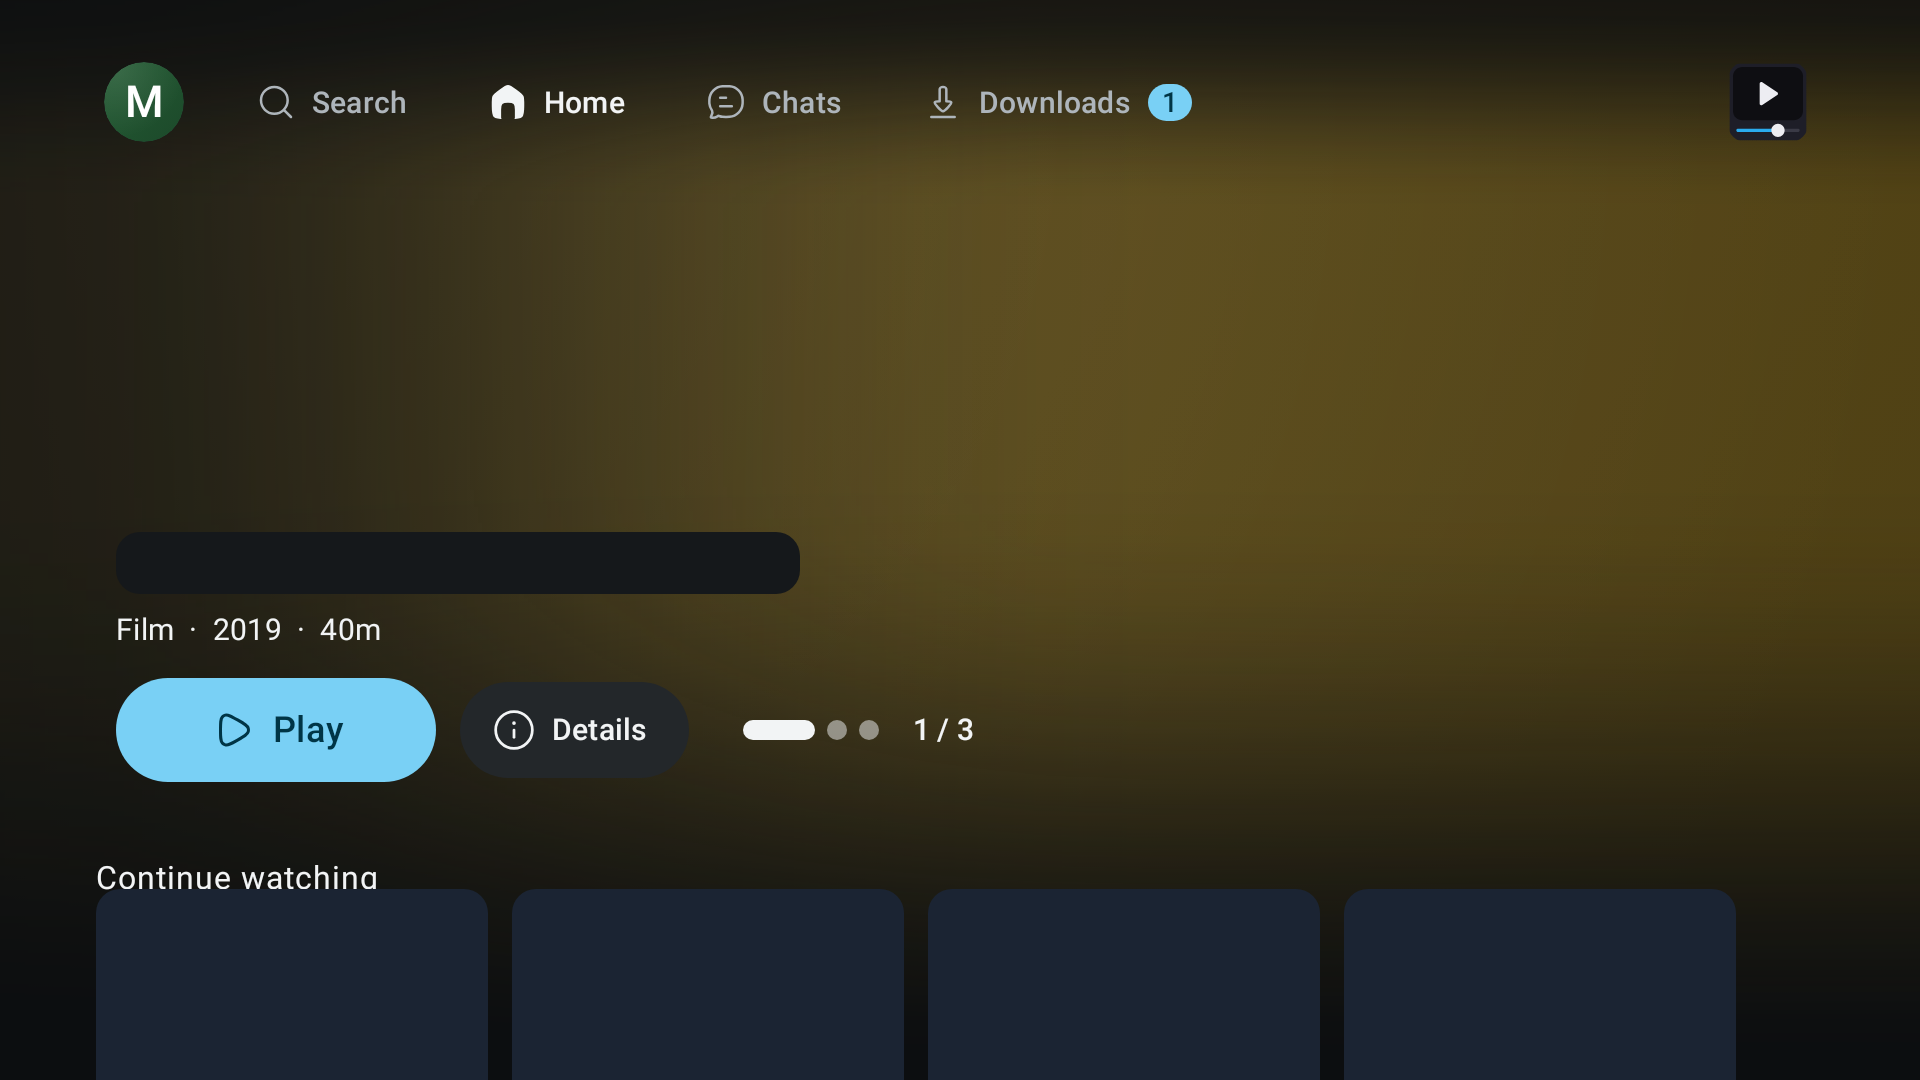 M
Search
Home
Chats
Downloads 1
Film · 2019 · 40m
Play
Details
1 / 3
Continue watching